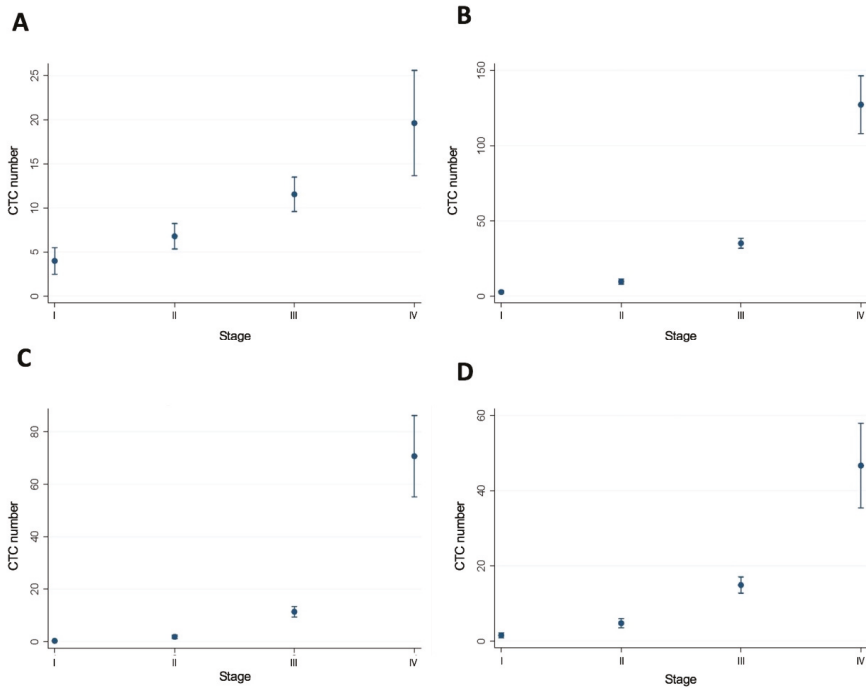 A
CTC number
25
20
15
10
5
0
I
II
III
IV
Stage
B
CTC number
150
100
50
0
I
II
III
IV
Stage
C
CTC number
80
60
40
20
0
I
II
III
IV
Stage
D
CTC number
60
40
20
0
I
II
III
IV
Stage